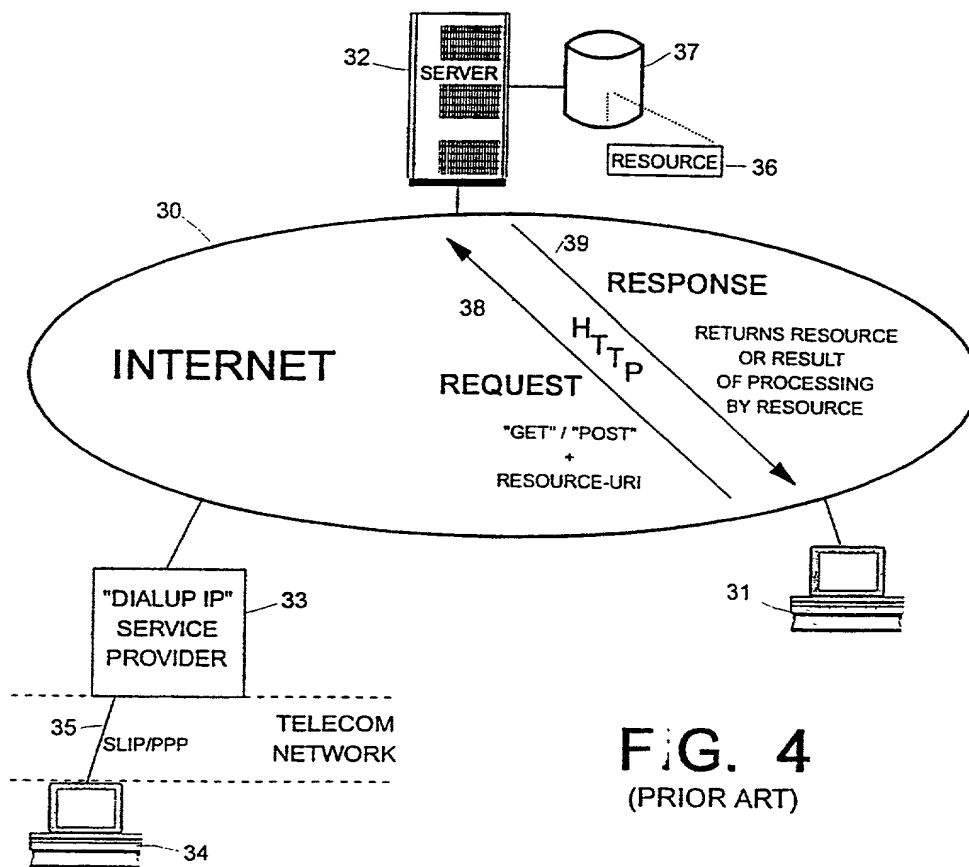 32
SERVER
37
RESOURCE
36
30
39
RESPONSE
38
HTTP
INTERNET
RETURNS RESOURCE
OR RESULT
OF PROCESSING
BY RESOURCE
REQUEST
"GET" / "POST"
+
RESOURCE-URI
31
"DIALUP IP"
SERVICE
PROVIDER
33
35
SLIP/PPP
TELECOM
NETWORK
34
FIG. 4
(PRIOR ART)